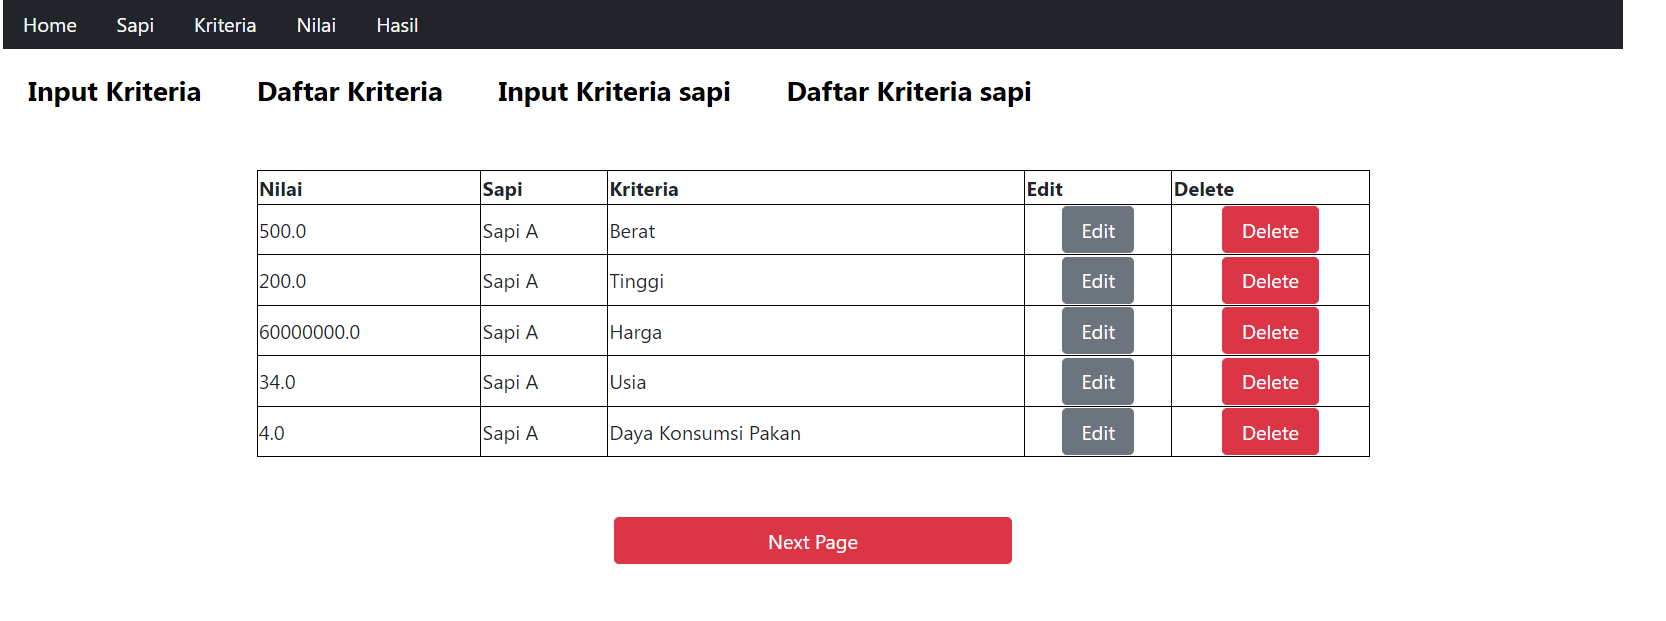 Home Sapi Kriteria Nilai Hasil
Input Kriteria Daftar Kriteria Input Kriteria sapi Daftar Kriteria sapi
Nilai Sapi Kriteria Edit Delete
500.0 Sapi A Berat Edit Delete
200.0 Sapi A Tinggi Edit Delete
60000000.0 Sapi A Harga Edit Delete
34.0 Sapi A Usia Edit Delete
4.0 Sapi A Daya Konsumsi Pakan Edit Delete
Next Page